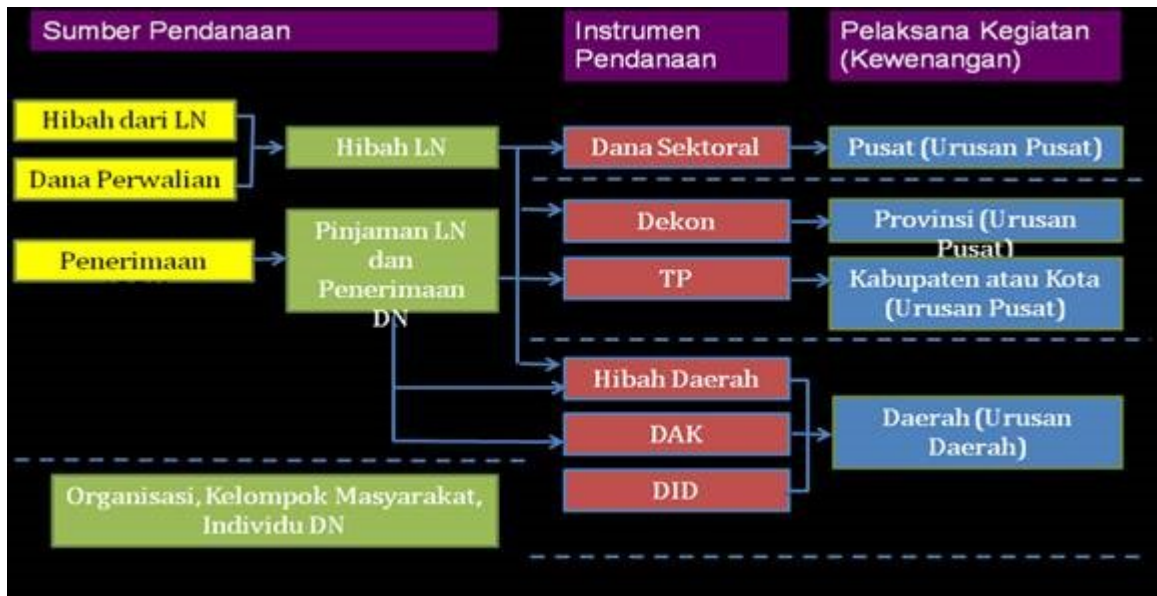 Sumber Pendanaan
Instrumen
Pendanaan
Pelaksana Kegiatan
(Kewenangan)
Hibah dari LN
Dana Perwalian
Penerimaan
Hibah LN
Pinjaman LN
dan
Penerimaan
DN
Organisasi, Kelompok Masyarakat,
Individu DN
Dana Sektoral
Dekon
TP
Hibah Daerah
DAK
DID
Pusat (Urusan Pusat)
Provinsi (Urusan
Pusat)
Kabupaten atau Kota
(Urusan Pusat)
Daerah (Urusan
Daerah)